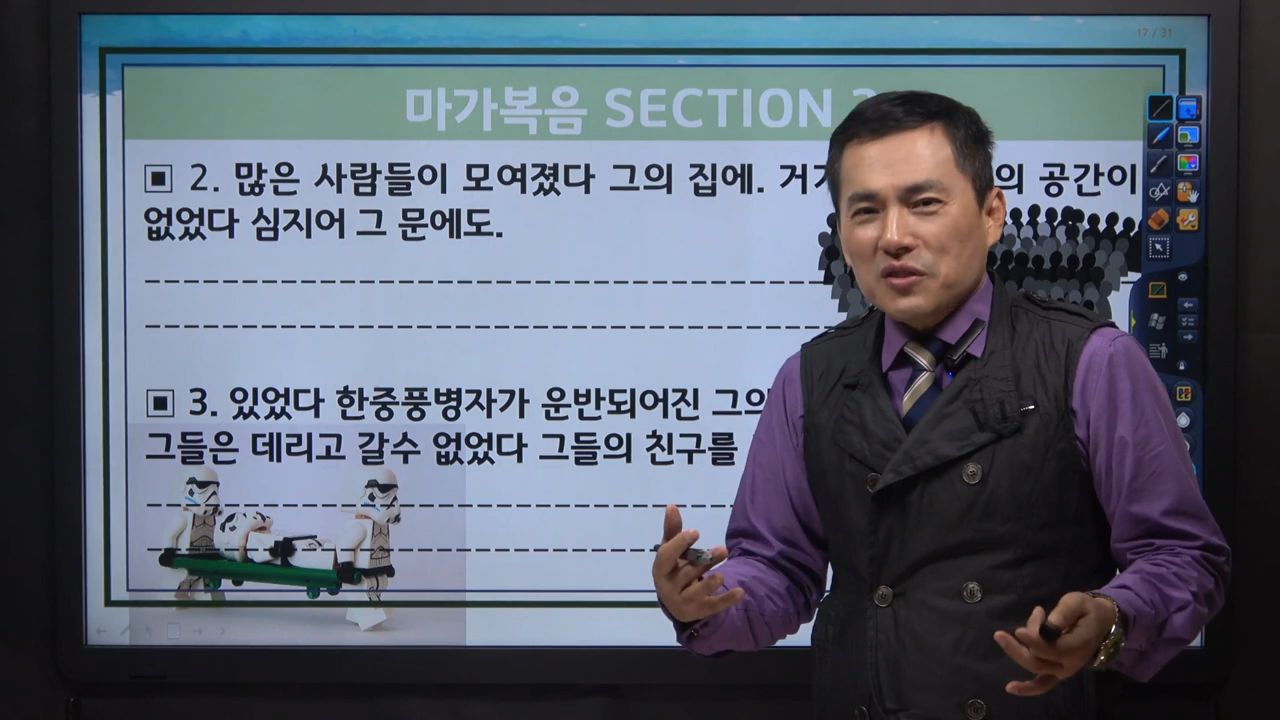 17 / 31
마가복음 SECTION
▣ 2. 많은 사람들이 모여졌다 그의 집에. 의 공간이
없었다 심지어 그 문에도.
▣ 3. 있었다 한중풍병자가 운반되어진 그의
그들은 데리고 갈수 없었다 그들의 친구를